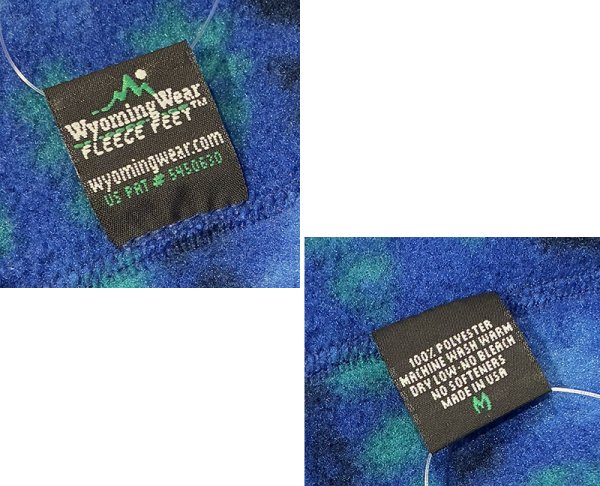 WyomingWear
FLEECE FEET™
wyomingwear.com
US PAT # 5450630
100% POLYESTER
MACHINE WASH WARM
DRY LOW-NO BLEACH
NO SOFTENERS
MADE IN USA
M